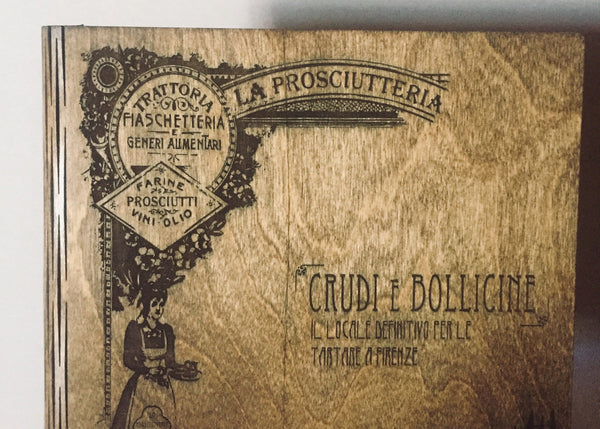 LA PROSCIUTTERIA
TRATTORIA
FIASCHETTERIA
E
GENERI ALIMENTARI
FARINE
PROSCIUTTI
VINI-OLIO
CRUDI E BOLLICINE
IL LOCALE DEFINITIVO PER LE
TARTARE A FIRENZE